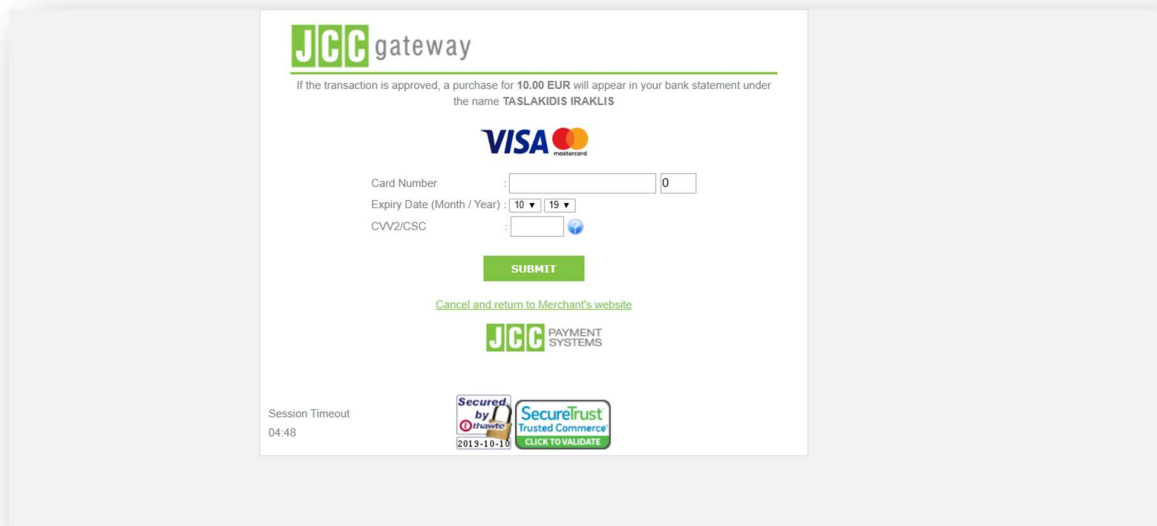 JCC gateway
If the transaction is approved, a purchase for 10.00 EUR will appear in your bank statement under
the name TASLAKIDIS IRAKLIS
VISA mastercard
Card Number : 0
Expiry Date (Month / Year) : 10 ▼ 19 ▼
CVV2/CSC : ?
SUBMIT
Cancel and return to Merchant's website
JCC PAYMENT
SYSTEMS
Session Timeout
04:48
Secured
by
thawte
2019-10-10
SecureTrust
Trusted Commerce
CLICK TO VALIDATE